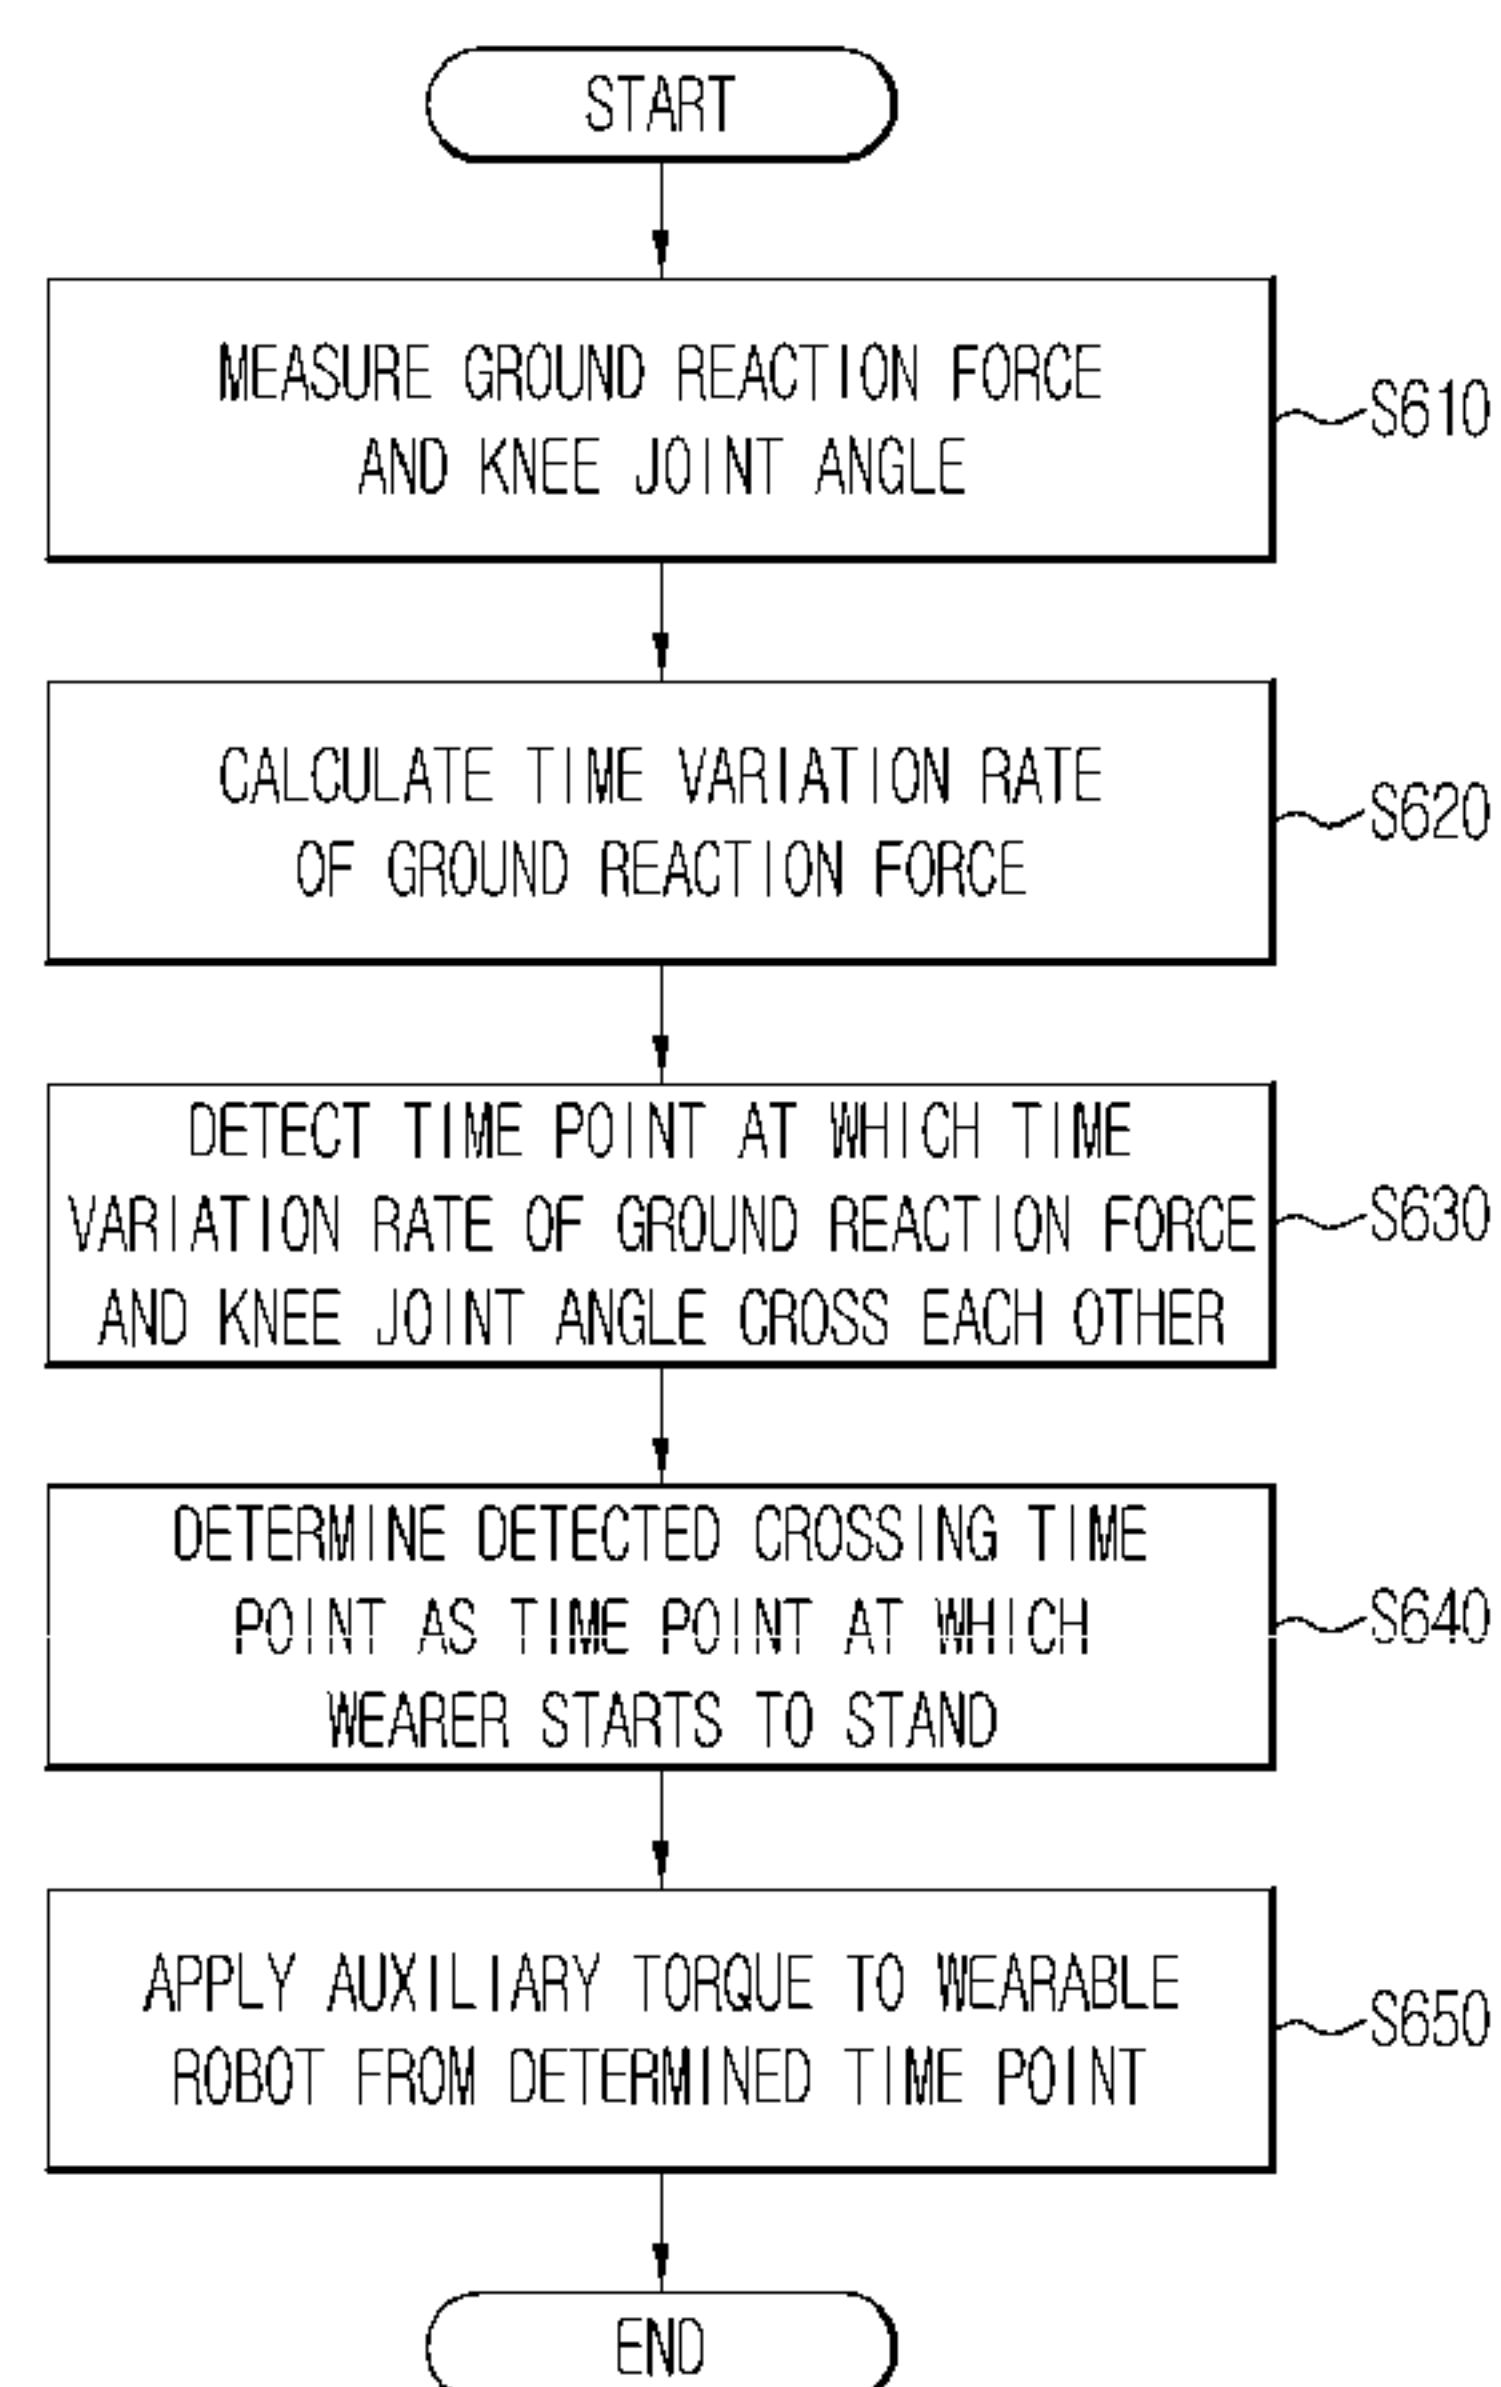 START
MEASURE GROUND REACTION FORCE
AND KNEE JOINT ANGLE
S610
CALCULATE TIME VARIATION RATE
OF GROUND REACTION FORCE
S620
DETECT TIME POINT AT WHICH TIME
VARIATION RATE OF GROUND REACTION FORCE
AND KNEE JOINT ANGLE CROSS EACH OTHER
S630
DETERMINE DETECTED CROSSING TIME
POINT AS TIME POINT AT WHICH
WEARER STARTS TO STAND
S640
APPLY AUXILIARY TORQUE TO WEARABLE
ROBOT FROM DETERMINED TIME POINT
S650
END